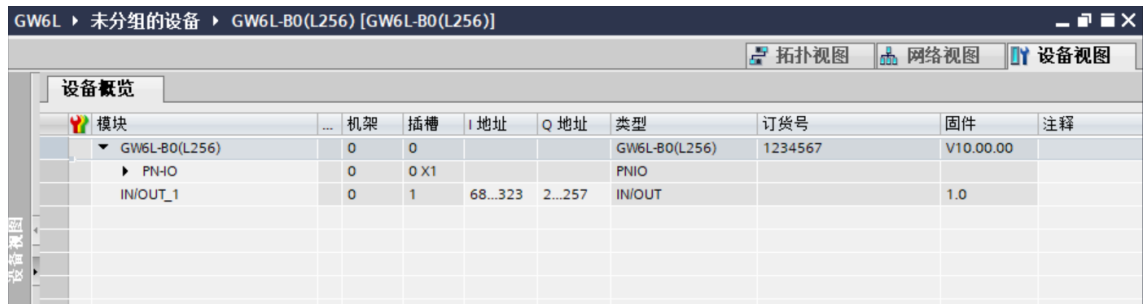 GW6L ▸ 未分组的设备 ▸ GW6L-B0(L256) [GW6L-B0(L256)]
拓扑视图 网络视图 设备视图
设备概览
模块 ... 机架 插槽 I 地址 Q 地址 类型 订货号 固件 注释
GW6L-B0(L256) 0 0 GW6L-B0(L256) 1234567 V10.00.00
PN-IO 0 0 X1 PNIO
IN/OUT_1 0 1 68...323 2...257 IN/OUT 1.0
设备视图